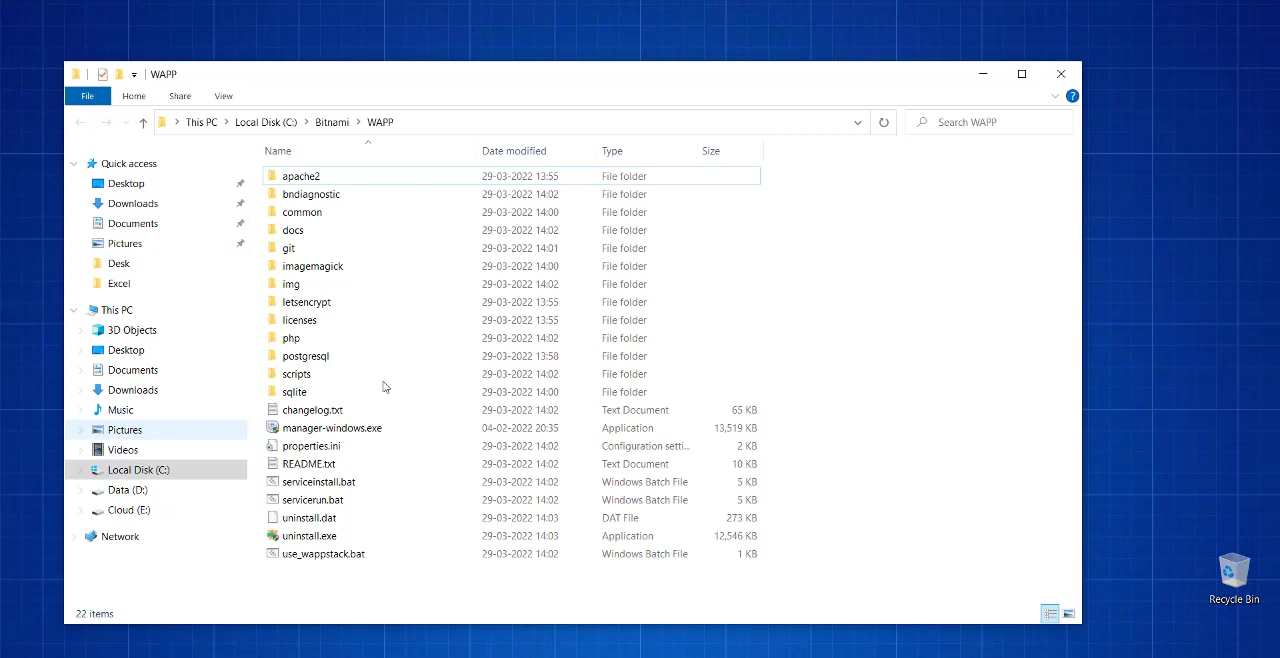 WAPP
File Home Share View
This PC Local Disk (C:) Bitnami WAPP Search WAPP
Name Date modified Type Size
Quick access
Desktop
Downloads
Documents
Pictures
Desk
Excel
This PC
3D Objects
Desktop
Documents
Downloads
Music
Pictures
Videos
Local Disk (C:)
Data (D:)
Cloud (E:)
Network
apache2 29-03-2022 13:55 File folder
bndiagnostic 29-03-2022 14:02 File folder
common 29-03-2022 14:00 File folder
docs 29-03-2022 14:02 File folder
git 29-03-2022 14:01 File folder
imagemagick 29-03-2022 14:00 File folder
img 29-03-2022 14:02 File folder
letsencrypt 29-03-2022 13:55 File folder
licenses 29-03-2022 13:55 File folder
php 29-03-2022 14:02 File folder
postgresql 29-03-2022 13:58 File folder
scripts 29-03-2022 14:02 File folder
sqlite 29-03-2022 14:00 File folder
changelog.txt 29-03-2022 14:02 Text Document 65 KB
manager-windows.exe 04-02-2022 20:35 Application 13,519 KB
properties.ini 29-03-2022 14:02 Configuration setti... 2 KB
README.txt 29-03-2022 14:02 Text Document 10 KB
serviceinstall.bat 29-03-2022 14:02 Windows Batch File 5 KB
servicerun.bat 29-03-2022 14:02 Windows Batch File 5 KB
uninstall.dat 29-03-2022 14:03 DAT File 273 KB
uninstall.exe 29-03-2022 14:03 Application 12,546 KB
use_wappstack.bat 29-03-2022 14:02 Windows Batch File 1 KB
22 items
Recycle Bin